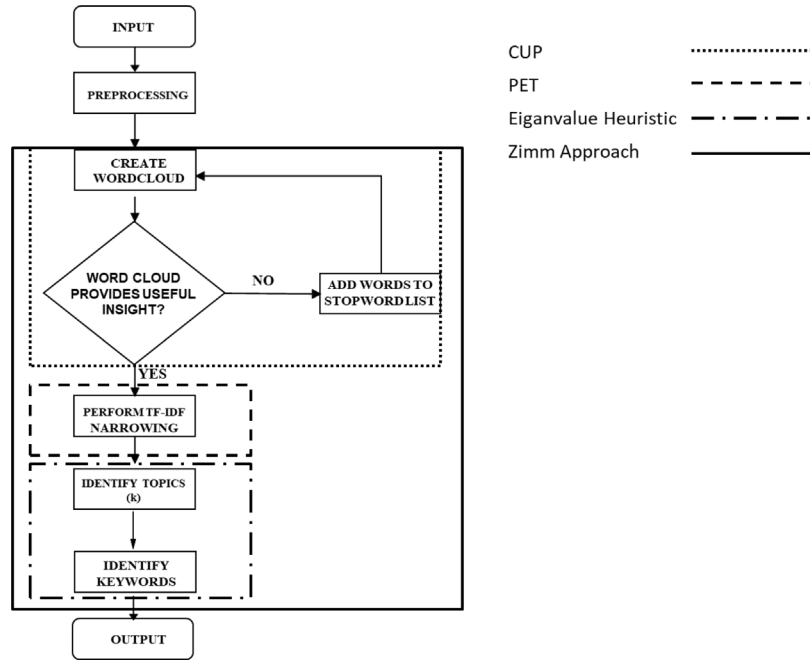 INPUT
PREPROCESSING
CREATE
WORDCLOUD
WORD CLOUD
PROVIDES USEFUL
INSIGHT?
NO
ADD WORDS TO
STOPWORD LIST
YES
PERFORM TF-IDF
NARROWING
IDENTIFY TOPICS
(k)
IDENTIFY
KEYWORDS
OUTPUT
CUP
PET
Eiganvalue Heuristic
Zimm Approach